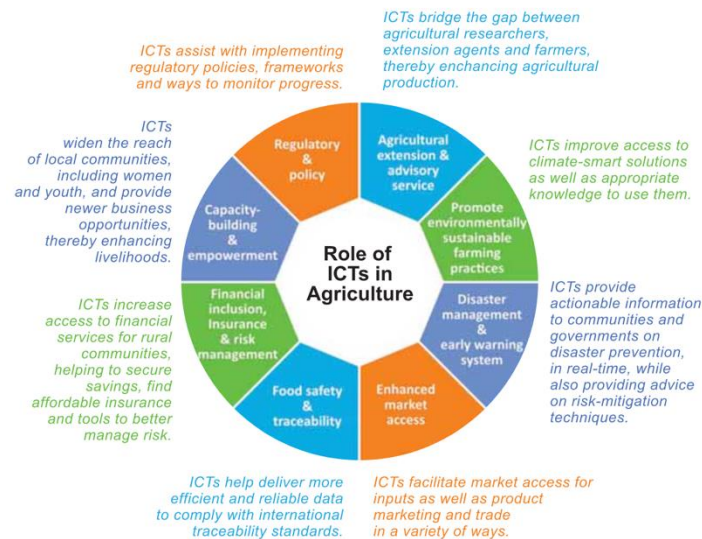 ICTs bridge the gap between
agricultural researchers,
extension agents and farmers,
thereby enchancing agricultural
production.
ICTs assist with implementing
regulatory policies, frameworks
and ways to monitor progress.
ICTs
widen the reach
of local communities,
including women
and youth, and provide
newer business
opportunities,
thereby enhancing
livelihoods.
Regulatory
&
policy
Agricultural
extension &
advisory
service
ICTs improve access to
climate-smart solutions
as well as appropriate
knowledge to use them.
Capacity-
building
&
empowerment
Promote
environmentally
sustainable
farming
practices
Role of
ICTs in
Agriculture
ICTs increase
access to financial
services for rural
communities,
helping to secure
savings, find
affordable insurance
and tools to better
manage risk.
Financial
inclusion,
Insurance
& risk
management
Disaster
management
&
early warning
system
ICTs provide
actionable information
to communities and
governments on
disaster prevention,
in real-time, while
also providing advice
on risk-mitigation
techniques.
Food safety
&
traceability
Enhanced
market
access
ICTs help deliver more
efficient and reliable data
to comply with international
traceability standards.
ICTs facilitate market access for
inputs as well as product
marketing and trade
in a variety of ways.